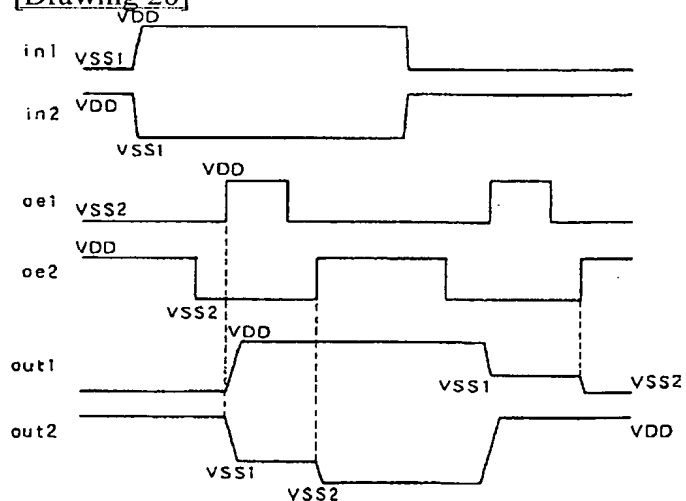 [Drawing 26]
VDD
in1 VSS1
VDD
in2
VSS1
VDD
oe1 VSS2
VDD
oe2
VSS2
VDD
out1
VSS1 VSS2
out2
VDD
VSS1
VSS2